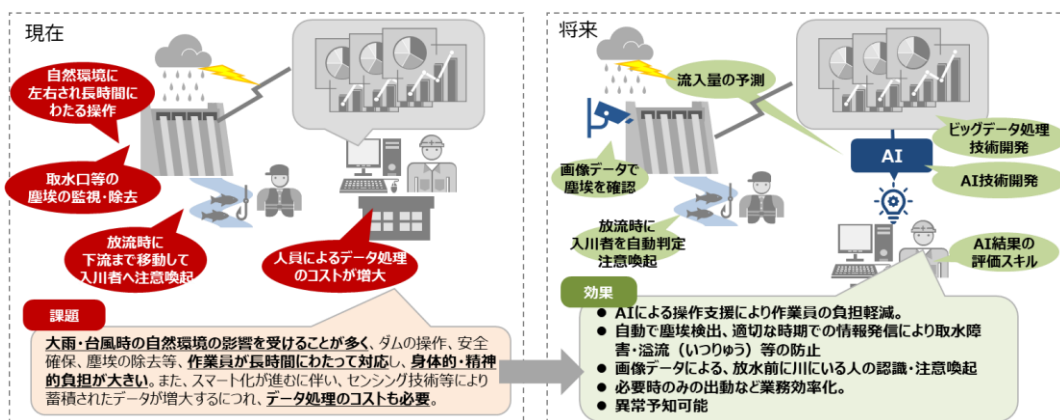 現在
自然環境に
左右され長時間に
わたる操作
取水口等の
塵埃の監視・除去
放流時に
下流まで移動して
入川者へ注意喚起
人員によるデータ処理
のコストが増大
課題
大雨・台風時の自然環境の影響を受けることが多く、ダムの操作、安全
確保、塵埃の除去等、作業員が長時間にわたって対応し、身体的・精神
的負担が大きい。また、スマート化が進むに伴い、センシング技術等により
蓄積されたデータが増大するにつれ、データ処理のコストも必要。
将来
流入量の予測
画像データで
塵埃を確認
放流時に
入川者を自動判定
注意喚起
ビッグデータ処理
技術開発
AI
AI技術開発
AI結果の
評価スキル
効果
● AIによる操作支援により作業員の負担軽減。
● 自動で塵埃検出、適切な時期での情報発信により取水障
害・溢流（いつりゅう）等の防止
● 画像データによる、放水前に川にいる人の認識・注意喚起
● 必要時のみの出動など業務効率化。
● 異常予知可能